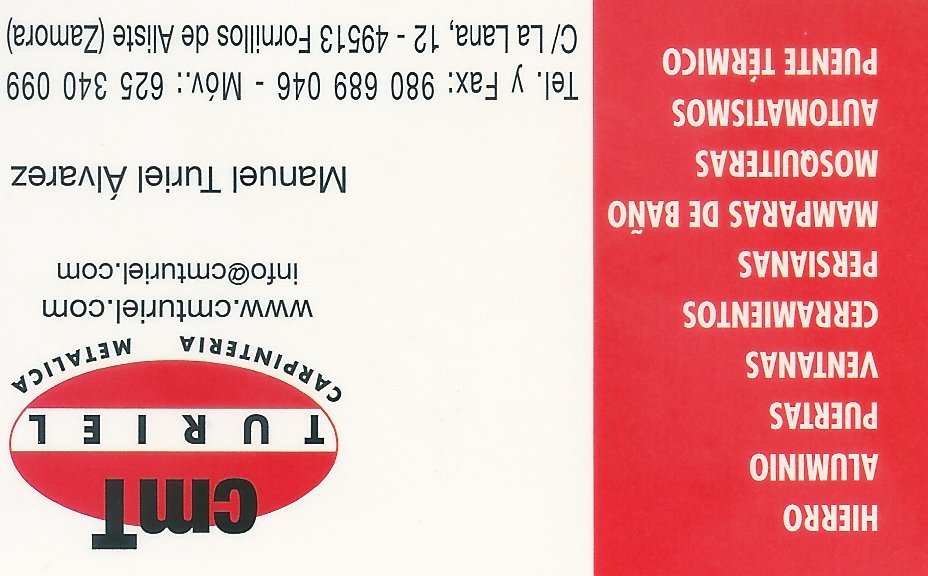 cmT
TURIEL
CARPINTERIA METALICA
www.cmturiel.com
info@cmturiel.com
Manuel Turiel Álvarez
Tel. y Fax: 980 689 046 - Móv.: 625 340 099
C/ La Lana, 12 - 49513 Fornillos de Aliste (Zamora)
HIERRO
ALUMINIO
PUERTAS
VENTANAS
CERRAMIENTOS
PERSIANAS
MAMPARAS DE BAÑO
MOSQUITERAS
AUTOMATISMOS
PUENTE TÉRMICO